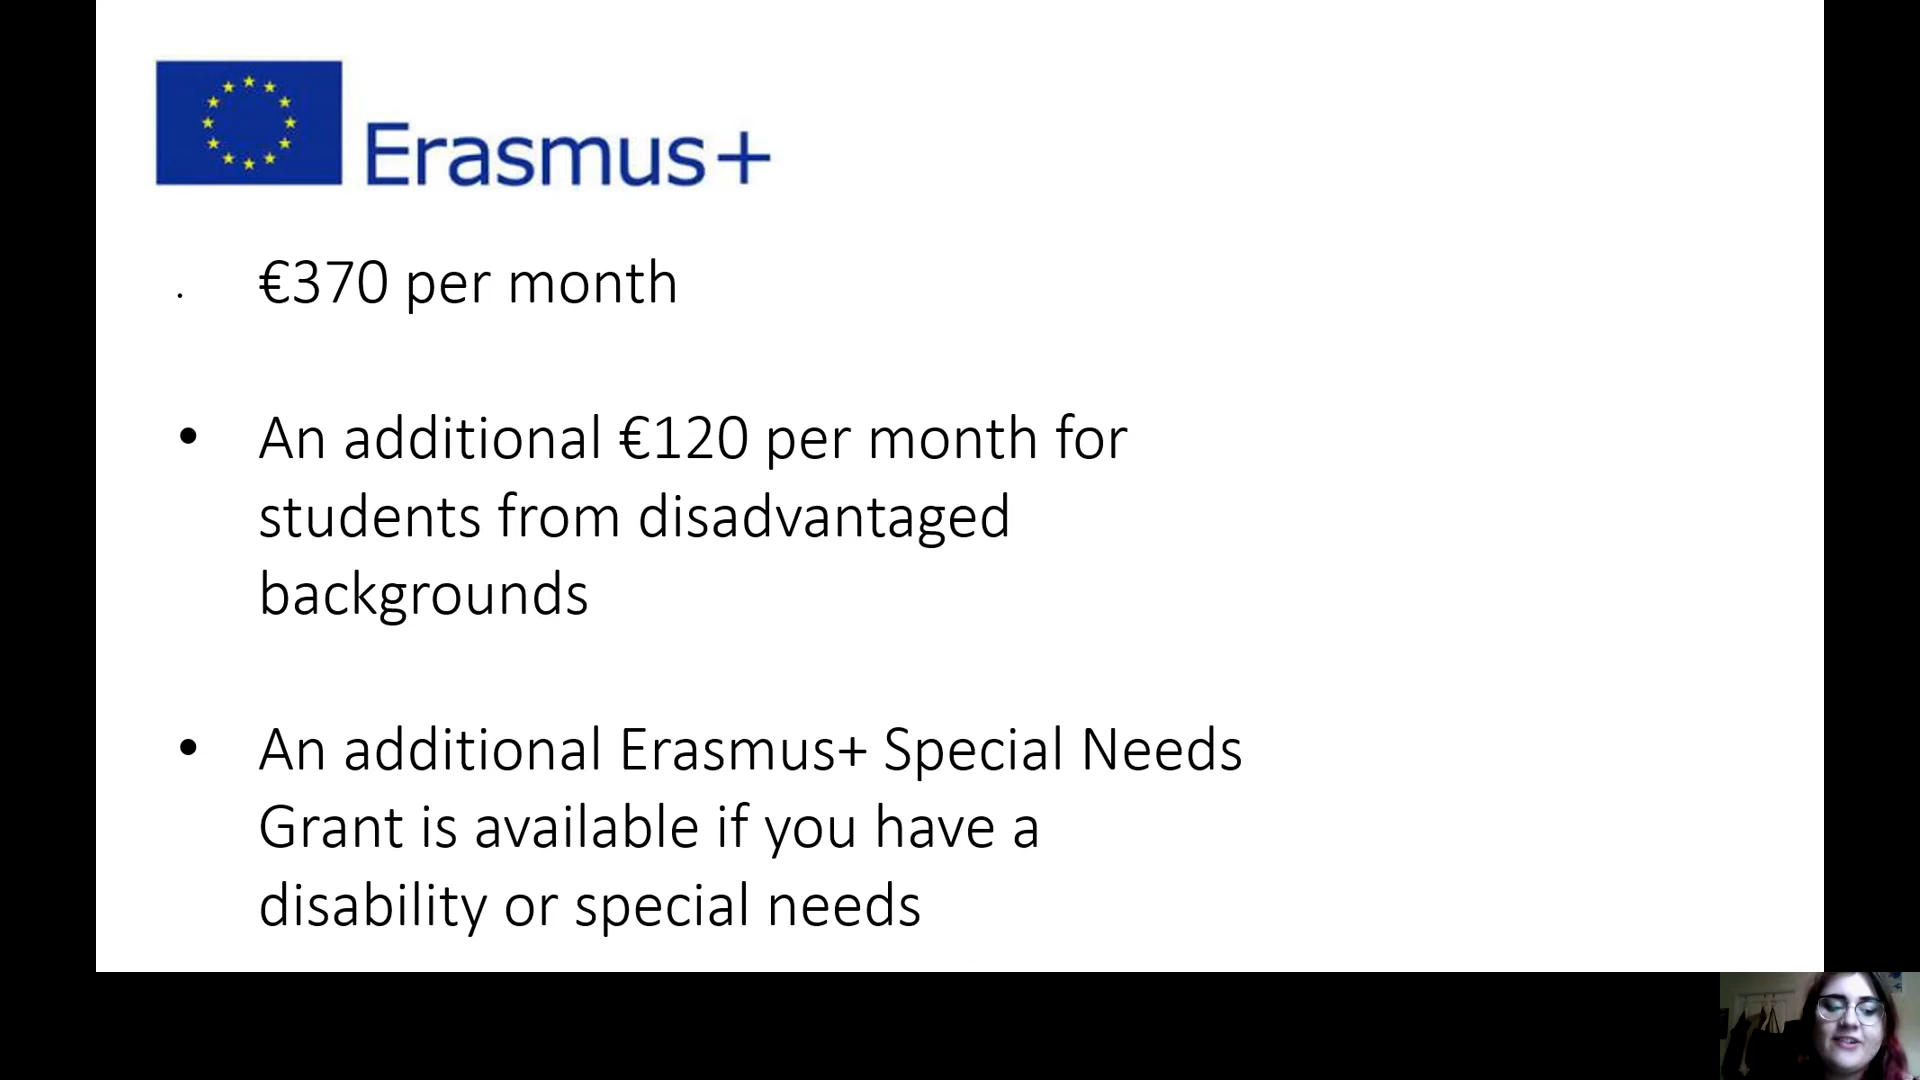 Erasmus+
. €370 per month
• An additional €120 per month for
students from disadvantaged
backgrounds
• An additional Erasmus+ Special Needs
Grant is available if you have a
disability or special needs